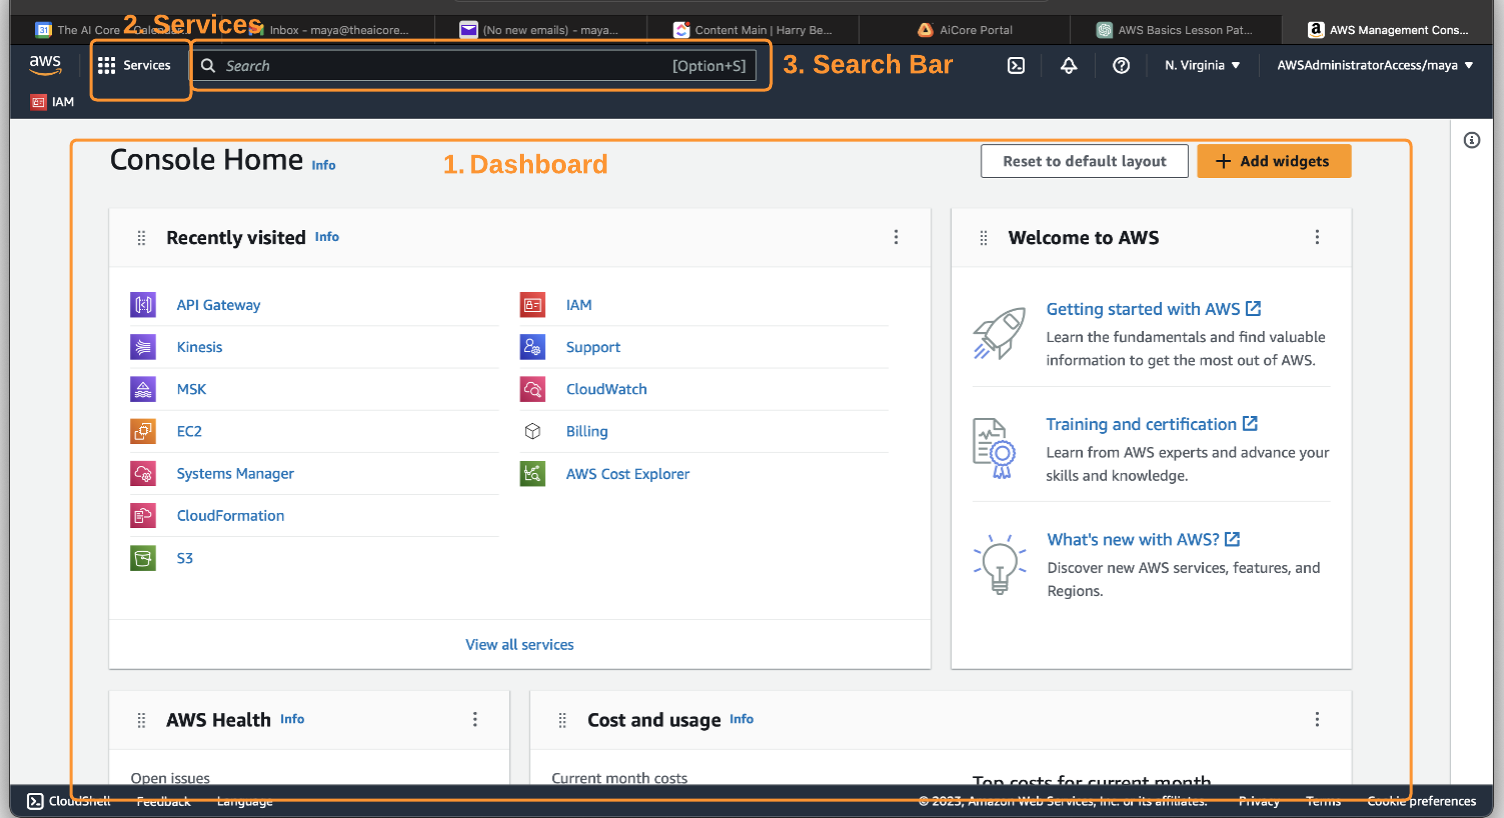 2. Services
31 The AI Core - Calendar...
Inbox - maya@theaicore...
(No new emails) - maya...
Content Main | Harry Be...
AiCore Portal
AWS Basics Lesson Pat...
a AWS Management Cons...
aws
Services
Search
[Option+S]
3. Search Bar
N. Virginia
AWSAdministratorAccess/maya
IAM
Console Home Info
1. Dashboard
Reset to default layout
+ Add widgets
Recently visited Info
API Gateway
Kinesis
MSK
EC2
Systems Manager
CloudFormation
S3
IAM
Support
CloudWatch
Billing
AWS Cost Explorer
View all services
Welcome to AWS
Getting started with AWS
Learn the fundamentals and find valuable
information to get the most out of AWS.
Training and certification
Learn from AWS experts and advance your
skills and knowledge.
What's new with AWS?
Discover new AWS services, features, and
Regions.
AWS Health Info
Open issues
Cost and usage Info
Current month costs
Top costs for current month
CloudShell
Feedback
Language
© 2023, Amazon Web Services, Inc. or its affiliates.
Privacy
Terms
Cookie preferences